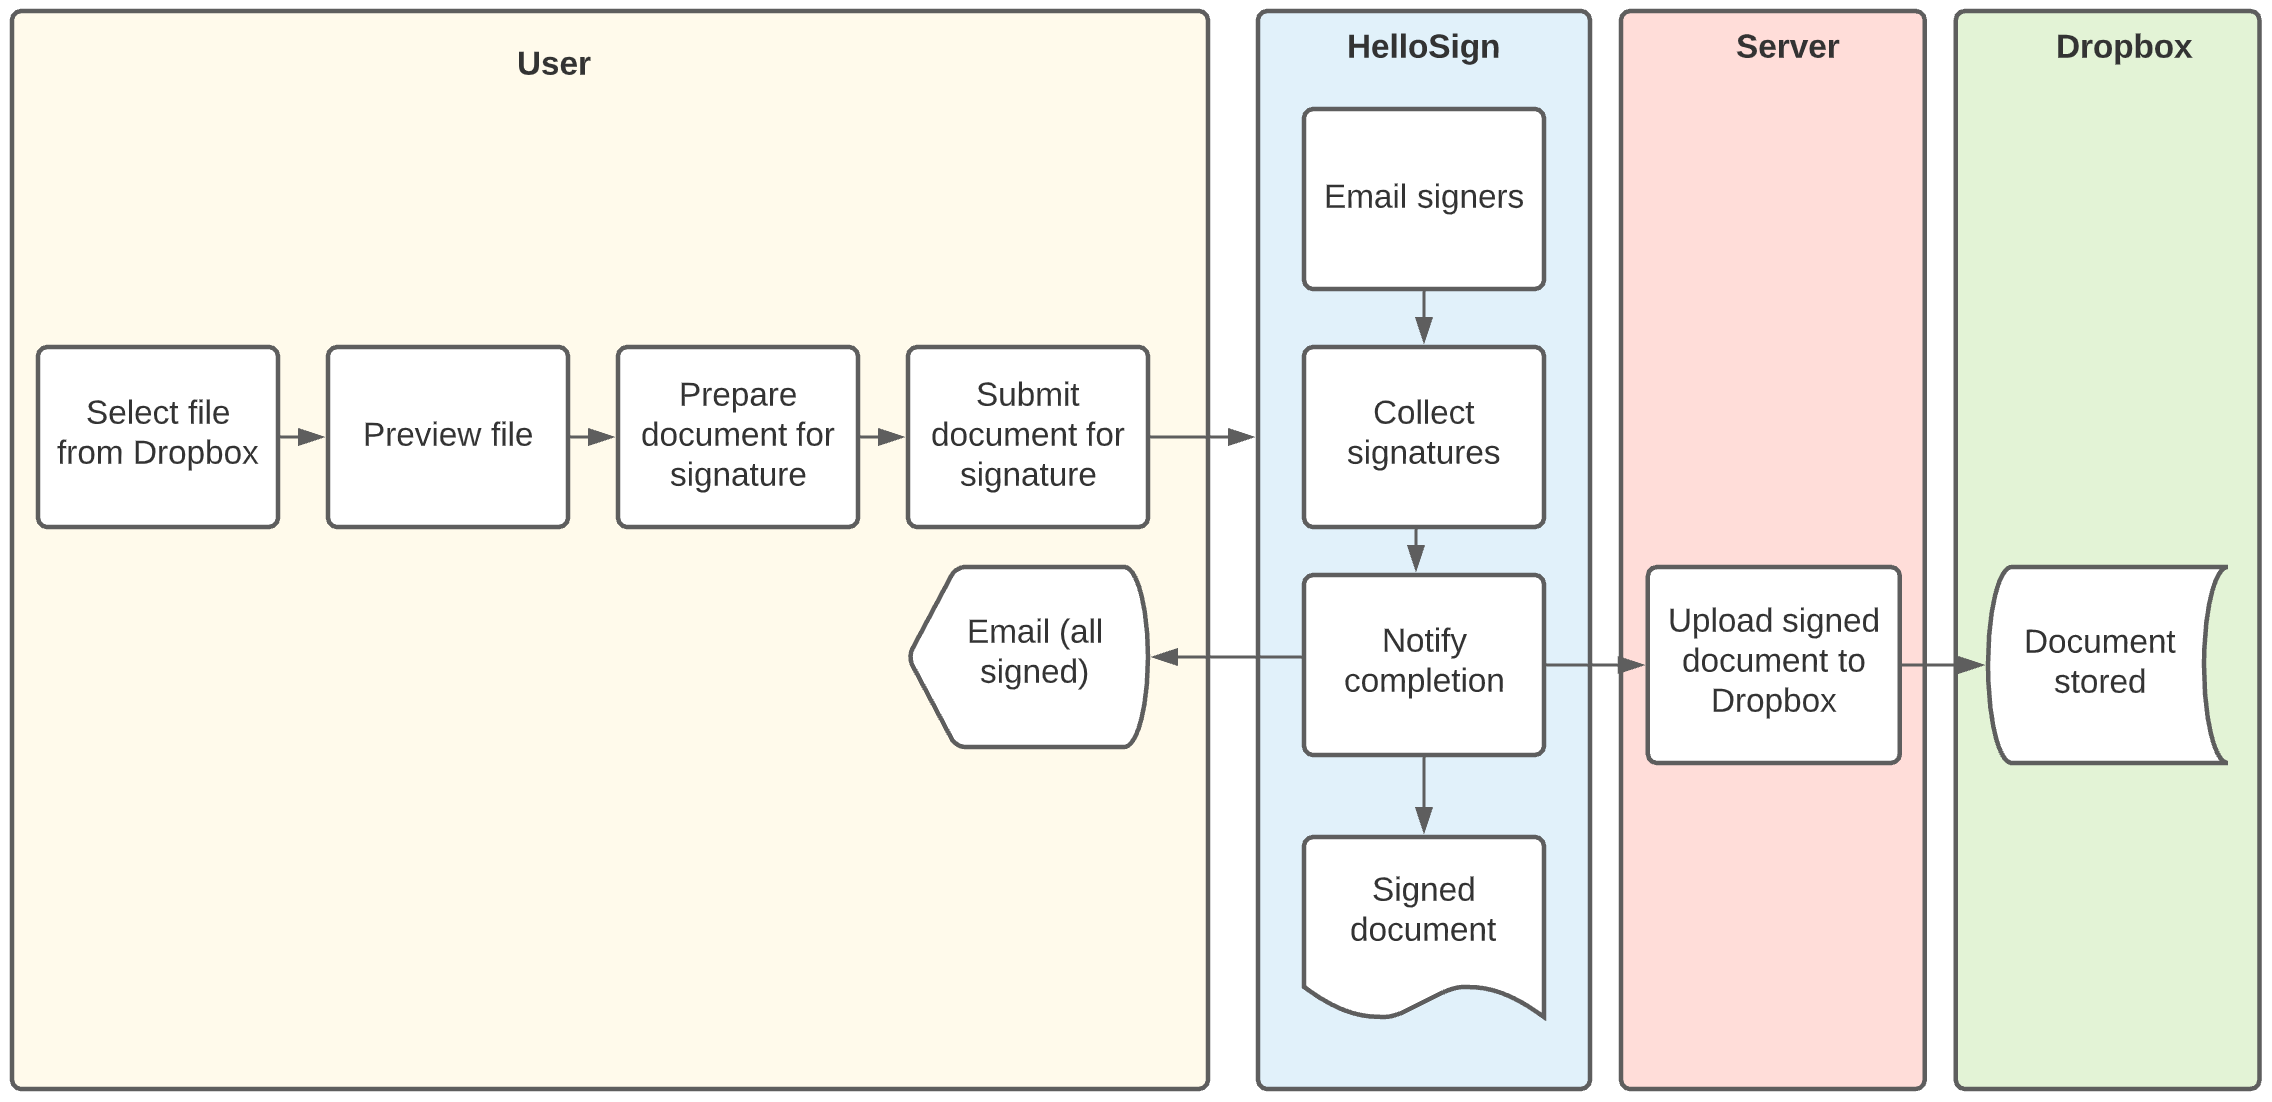 User
Select file
from Dropbox
Preview file
Prepare
document for
signature
Submit
document for
signature
Email (all
signed)
HelloSign
Email signers
Collect
signatures
Notify
completion
Signed
document
Server
Upload signed
document to
Dropbox
Dropbox
Document
stored